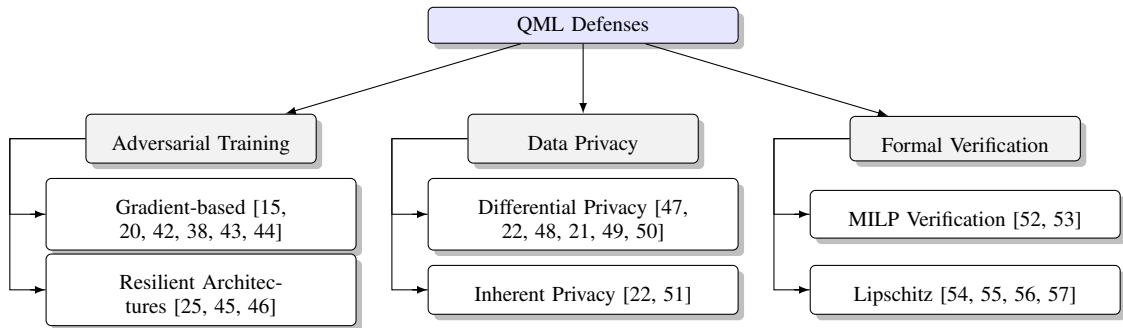 QML Defenses
Adversarial Training
Gradient-based [15,
20, 42, 38, 43, 44]
Resilient Architec-
tures [25, 45, 46]
Data Privacy
Differential Privacy [47,
22, 48, 21, 49, 50]
Inherent Privacy [22, 51]
Formal Verification
MILP Verification [52, 53]
Lipschitz [54, 55, 56, 57]